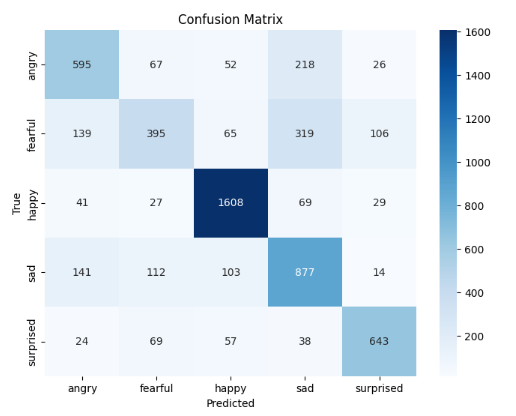 Confusion Matrix
angry 595 67 52 218 26
fearful 139 395 65 319 106
happy 41 27 1608 69 29
sad 141 112 103 877 14
surprised 24 69 57 38 643
angry fearful happy sad surprised
True
Predicted
1600
1400
1200
1000
800
600
400
200